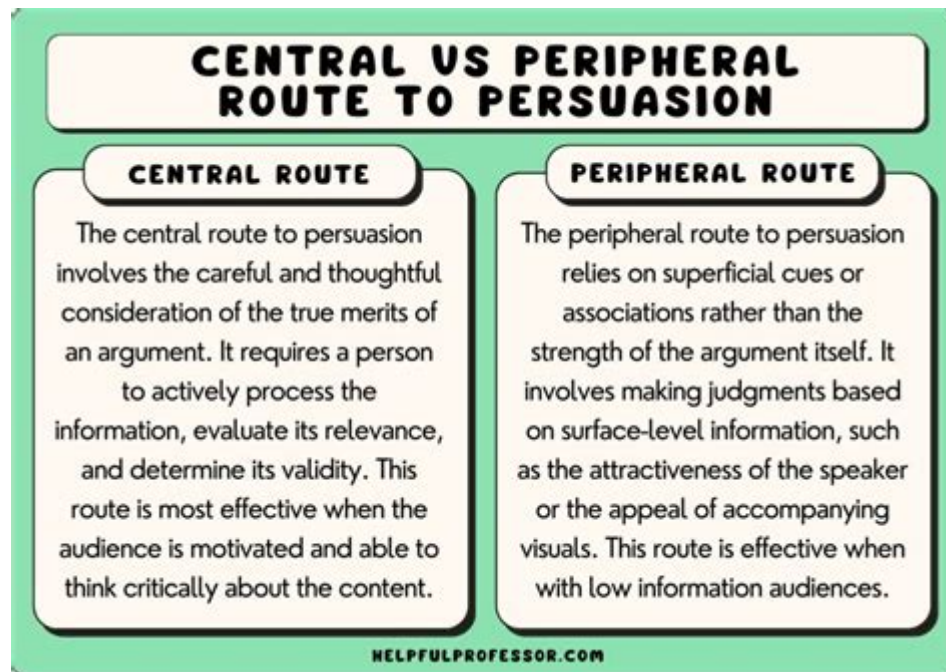 CENTRAL VS PERIPHERAL
ROUTE TO PERSUASION
CENTRAL ROUTE
The central route to persuasion
involves the careful and thoughtful
consideration of the true merits of
an argument. It requires a person
to actively process the
information, evaluate its relevance,
and determine its validity. This
route is most effective when the
audience is motivated and able to
think critically about the content.
PERIPHERAL ROUTE
The peripheral route to persuasion
relies on superficial cues or
associations rather than the
strength of the argument itself. It
involves making judgments based
on surface-level information, such
as the attractiveness of the speaker
or the appeal of accompanying
visuals. This route is effective when
with low information audiences.
HELPFULPROFESSOR.COM